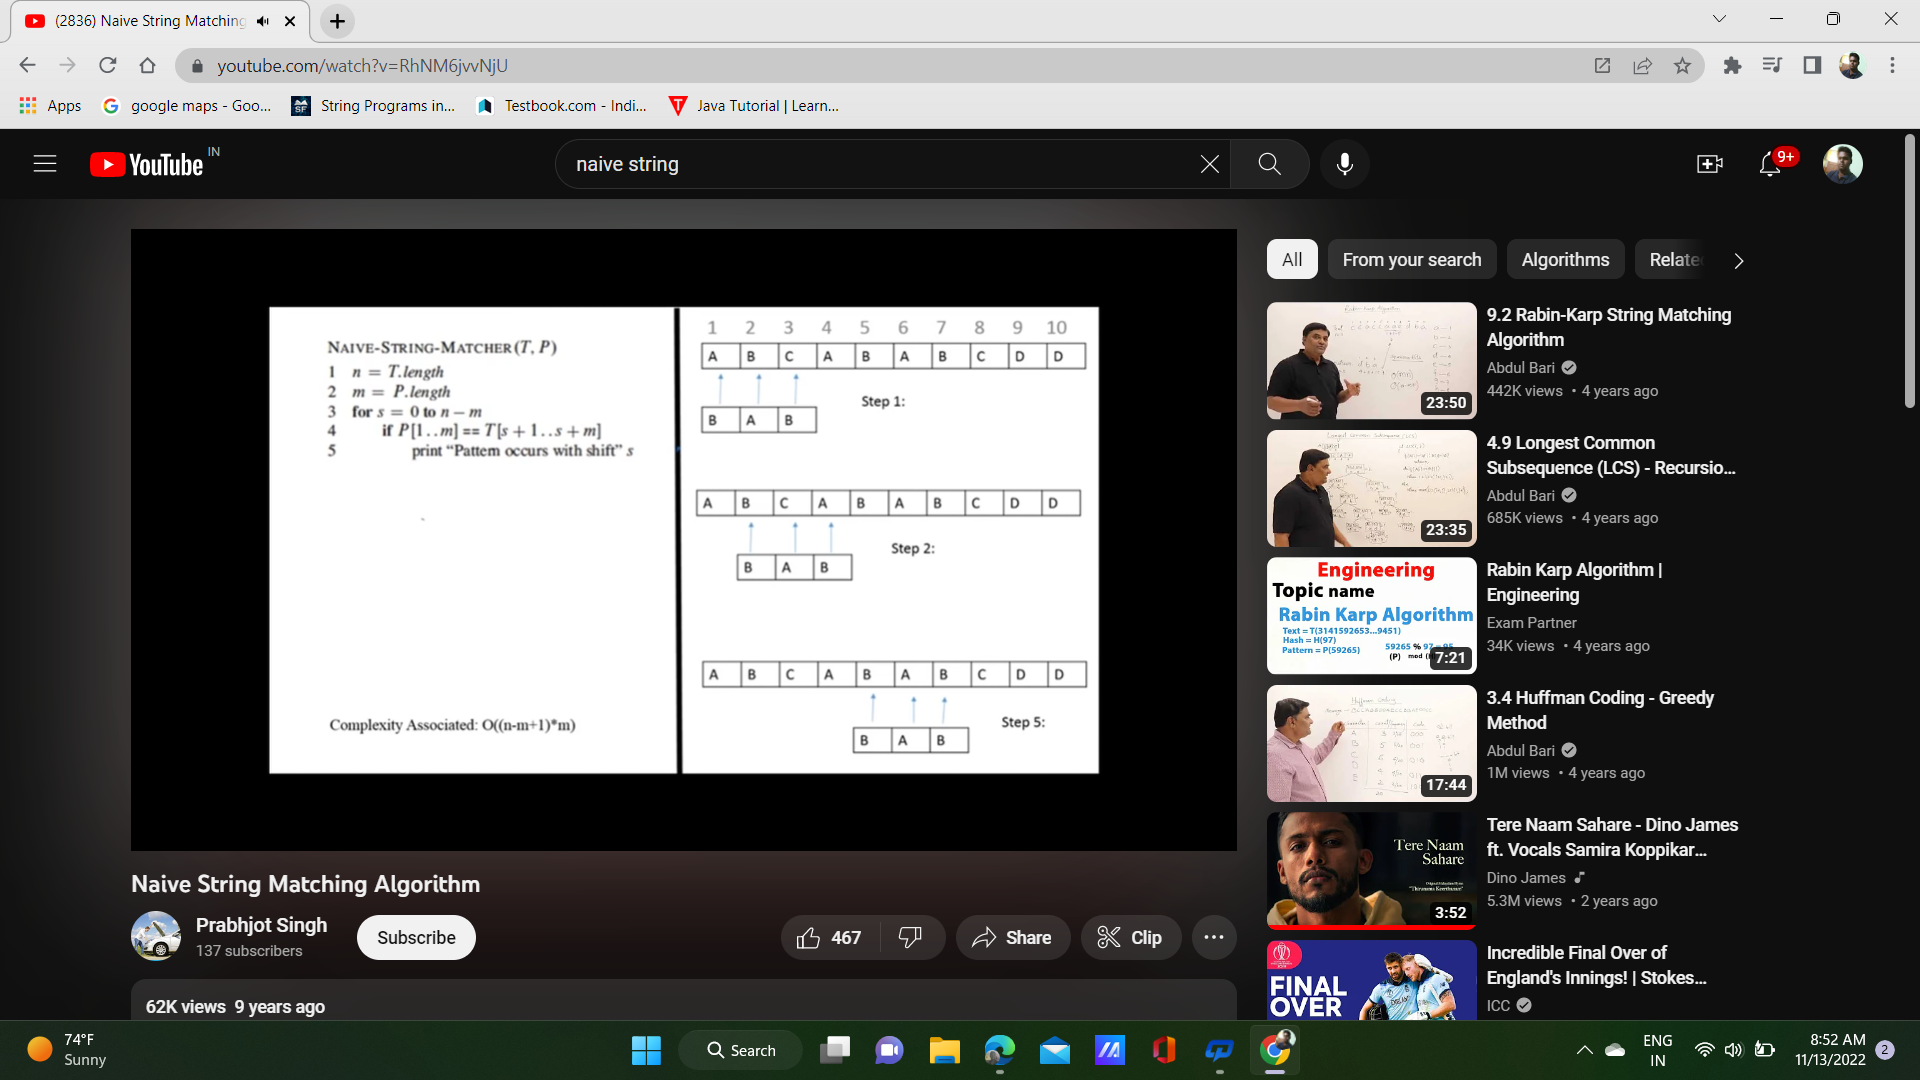 (2836) Naive String Matching
youtube.com/watch?v=RhNM6jvvNjU
Apps
google maps - Goo...
String Programs in...
Testbook.com - Indi...
Java Tutorial | Learn...
YouTube IN
naive string
9+
NAIVE-STRING-MATCHER (T, P)
1 n = T.length
2 m = P.length
3 for s = 0 to n − m
4 if P[1..m] == T[s + 1..s + m]
5 print “Pattern occurs with shift” s
Complexity Associated: O((n-m+1)*m)
1 2 3 4 5 6 7 8 9 10
A B C A B A B C D D
Step 1:
B A B
A B C A B A B C D D
Step 2:
B A B
A B C A B A B C D D
Step 5:
B A B
Naive String Matching Algorithm
Prabhjot Singh
137 subscribers
Subscribe
467
Share
Clip
62K views 9 years ago
All
From your search
Algorithms
Relate
23:50
9.2 Rabin-Karp String Matching
Algorithm
Abdul Bari
442K views • 4 years ago
23:35
4.9 Longest Common
Subsequence (LCS) - Recursio...
Abdul Bari
685K views • 4 years ago
Engineering
Topic name
Rabin Karp Algorithm
Text = T(3141592653...9451)
Hash = H(97)
Pattern = P(59265)
59265 % 97
(P) mod
7:21
Rabin Karp Algorithm |
Engineering
Exam Partner
34K views • 4 years ago
Huffman Coding
17:44
3.4 Huffman Coding - Greedy
Method
Abdul Bari
1M views • 4 years ago
Tere Naam
Sahare
3:52
Tere Naam Sahare - Dino James
ft. Vocals Samira Koppikar...
Dino James
5.3M views • 2 years ago
FINAL
OVER
Incredible Final Over of
England's Innings! | Stokes...
ICC
74°F
Sunny
Search
ENG
IN
8:52 AM
11/13/2022
2